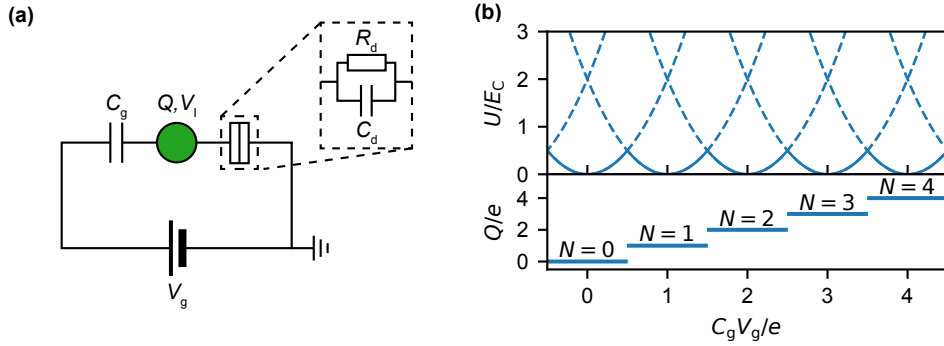 (a)
R_d
C_d
C_g
Q,V_I
V_g
(b)
U/E_C
3
2
1
0
Q/e
4
2
0
N = 0
N = 1
N = 2
N = 3
N = 4
0 1 2 3 4
C_gV_g/e